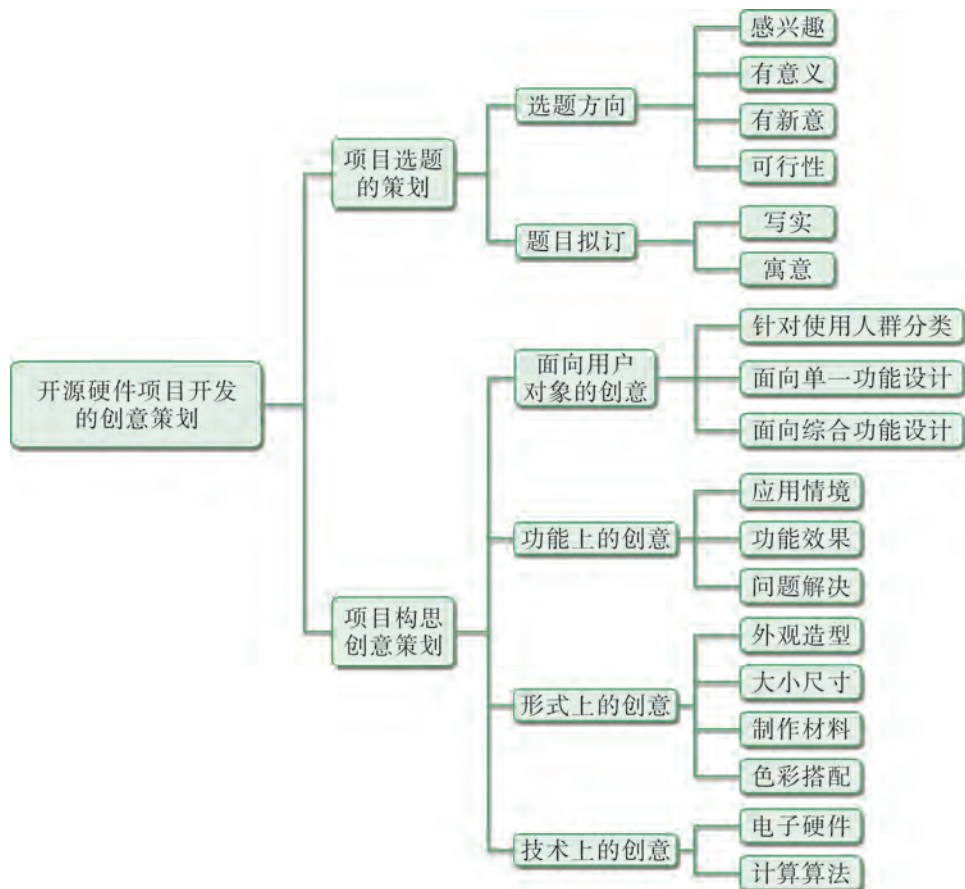 感兴趣
有意义
选题方向
有新意
项目选题
的策划
可行性
题目拟订
写实
寓意
开源硬件项目开发
的创意策划
面向用户
对象的创意
针对使用人群分类
面向单一功能设计
面向综合功能设计
功能上的创意
应用情境
功能效果
问题解决
项目构思
创意策划
形式上的创意
外观造型
大小尺寸
制作材料
色彩搭配
技术上的创意
电子硬件
计算算法